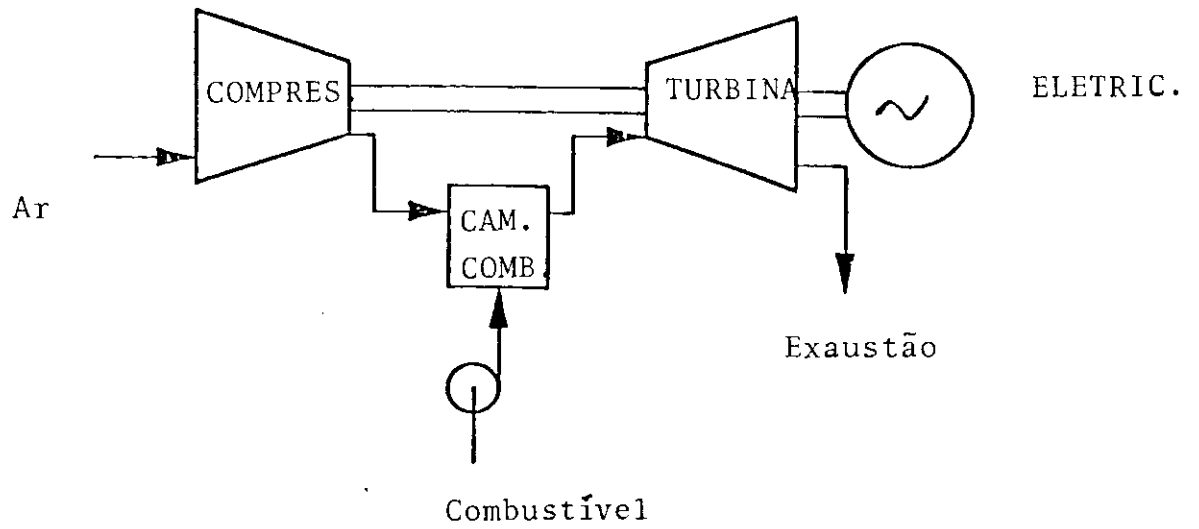 COMPRES
TURBINA
ELETRIC.
Ar
CAM.
COMB
Exaustão
Combustível